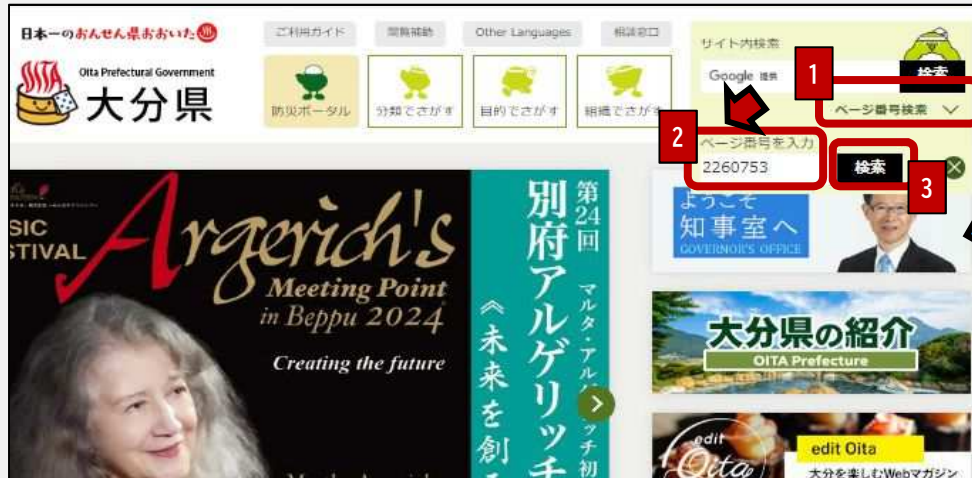 日本一のおんせん県おおいた
Oita Prefectural Government
大分県
ご利用ガイド
閲覧補助
Other Languages
相談窓口
防災ポータル
分類でさがす
目的でさがす
組織でさがす
サイト内検索
Google 提供
検索
1
ページ番号検索
2
ページ番号を入力
2260753
検索
3
SIC
STIVAL
Argerich's
Meeting Point
in Beppu 2024
Creating the future
第24回
別府アルゲリッチ
マルタ・アル
ッチ初
《未来を創
ようこそ
知事室へ
GOVERNOR'S OFFICE
大分県の紹介
OITA Prefecture
edit
Oita
edit Oita
大分を楽しむWebマガジン